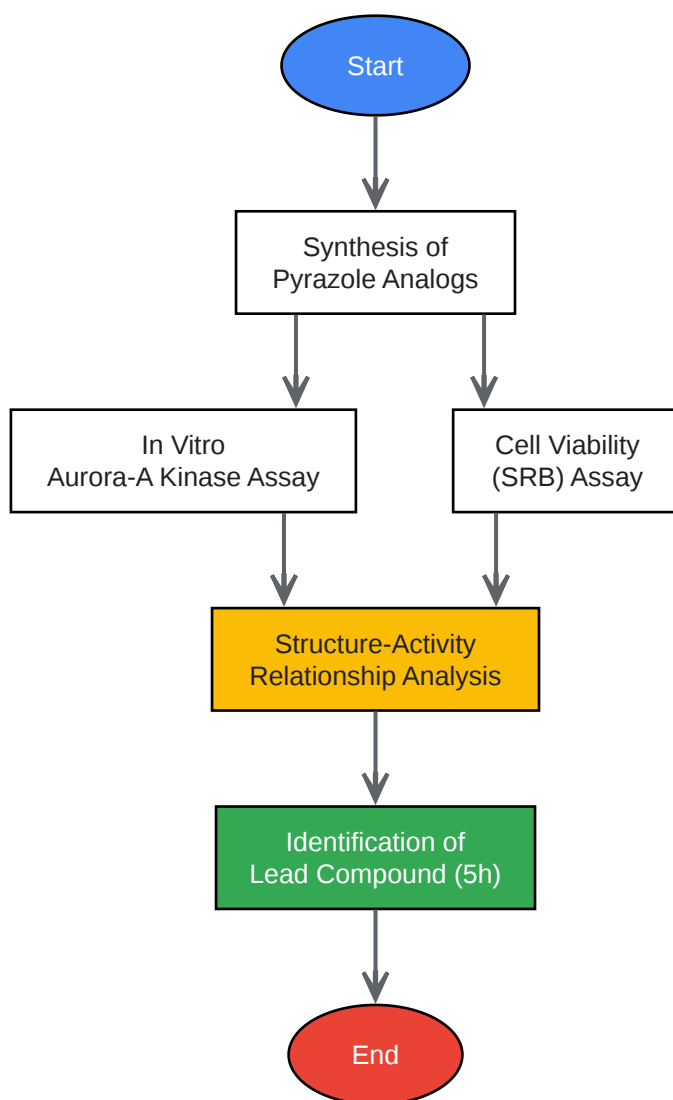 Start
Synthesis of
Pyrazole Analogs
In Vitro
Aurora-A Kinase Assay
Cell Viability
(SRB) Assay
Structure-Activity
Relationship Analysis
Identification of
Lead Compound (5h)
End